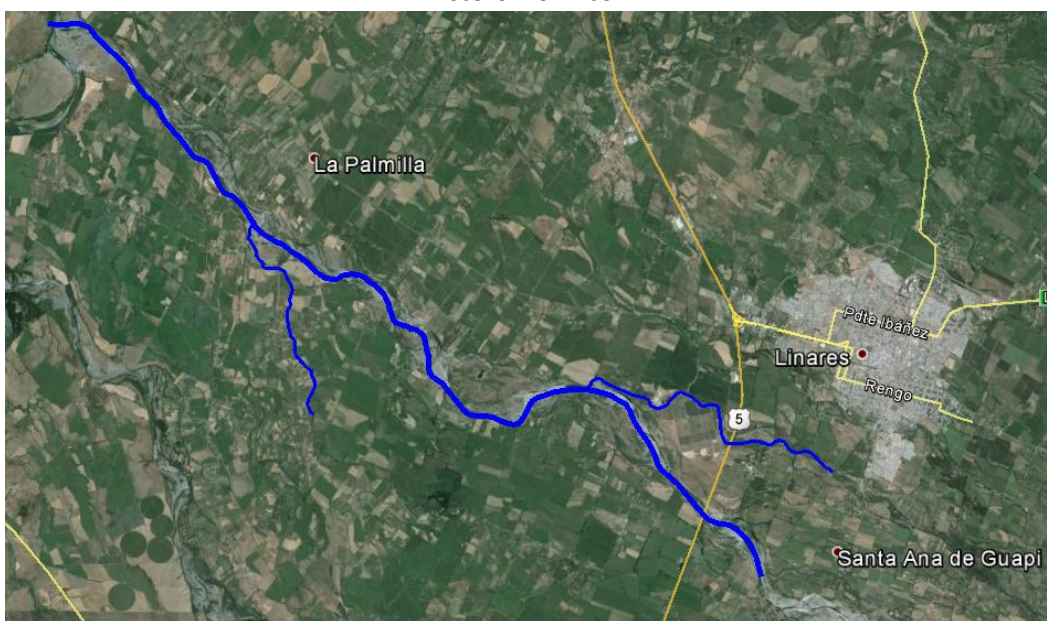 La Palmilla
Pdte Ibáñez
Linares
Rengo
5
Santa Ana de Guapi
L